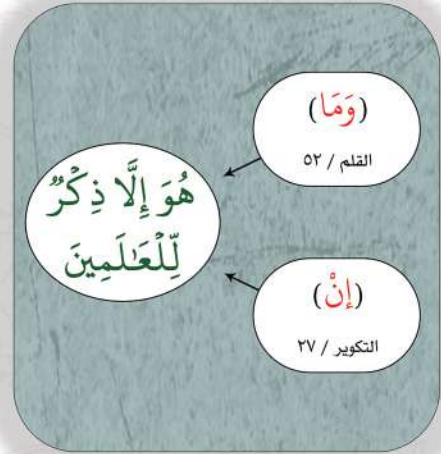 (وَمَا)
القلم / ٥٢
هُوَ إِلَّا ذِكْرٌ
لِّلْعَـٰلَمِينَ
(إِنْ)
التكوير / ٢٧